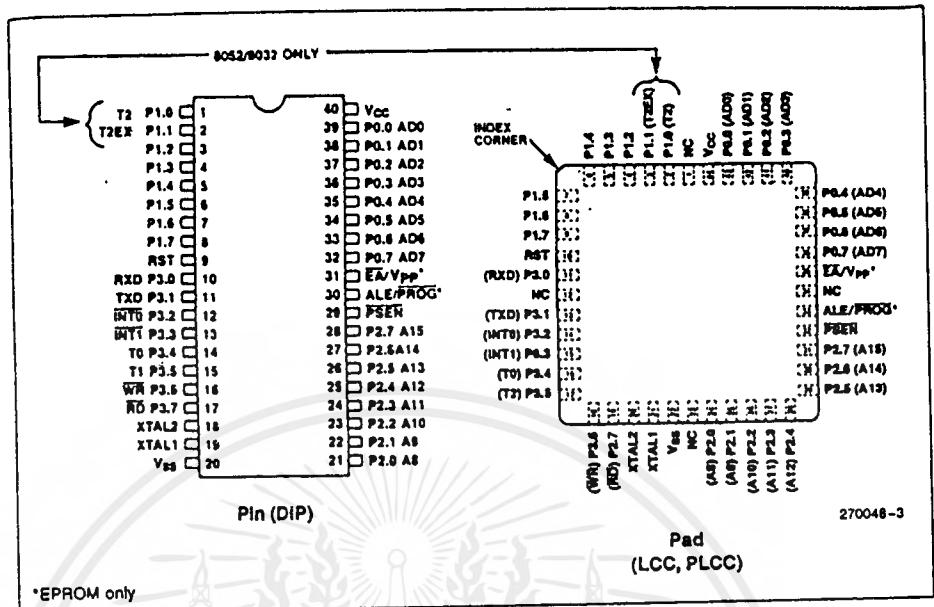 8052/8032 ONLY
T2 P1.0 1
T2EX P1.1 2
P1.2 3
P1.3 4
P1.4 5
P1.5 6
P1.6 7
P1.7 8
RST 9
RXD P3.0 10
TXD P3.1 11
INT0 P3.2 12
INT1 P3.3 13
T0 P3.4 14
T1 P3.5 15
WR P3.6 16
RD P3.7 17
XTAL2 18
XTAL1 19
VSS 20
40 VCC
39 P0.0 AD0
38 P0.1 AD1
37 P0.2 AD2
36 P0.3 AD3
35 P0.4 AD4
34 P0.5 AD5
33 P0.6 AD6
32 P0.7 AD7
31 EA/VPP*
30 ALE/PROG*
29 PSEN
28 P2.7 A15
27 P2.6 A14
26 P2.5 A13
25 P2.4 A12
24 P2.3 A11
23 P2.2 A10
22 P2.1 A9
21 P2.0 A8
Pin (DIP)
INDEX
CORNER
P1.4
P1.3
P1.2
P1.1 (T2EX)
P1.0 (T2)
NC
VCC
P0.0 (AD0)
P0.1 (AD1)
P0.2 (AD2)
P0.3 (AD3)
P1.5
P1.6
P1.7
RST
(RXD) P3.0
NC
(TXD) P3.1
(INT0) P3.2
(INT1) P3.3
(T0) P3.4
(T2) P3.5
P0.4 (AD4)
P0.5 (AD5)
P0.6 (AD6)
P0.7 (AD7)
EA/VPP*
NC
ALE/PROG*
PSEN
P2.7 (A15)
P2.6 (A14)
P2.5 (A13)
(WR) P3.6
(RD) P2.7
XTAL2
XTAL1
VSS
NC
(A8) P2.0
(A9) P2.1
(A10) P2.2
(A11) P2.3
(A12) P2.4
Pad
(LCC, PLCC)
270048-3
*EPROM only